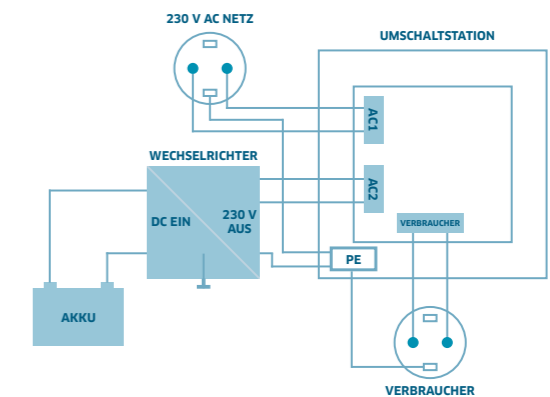 230 V AC NETZ
UMSCHALTSTATION
AC1
WECHSELRICHTER
AC2
DC EIN
230 V
AUS
VERBRAUCHER
PE
AKKU
VERBRAUCHER